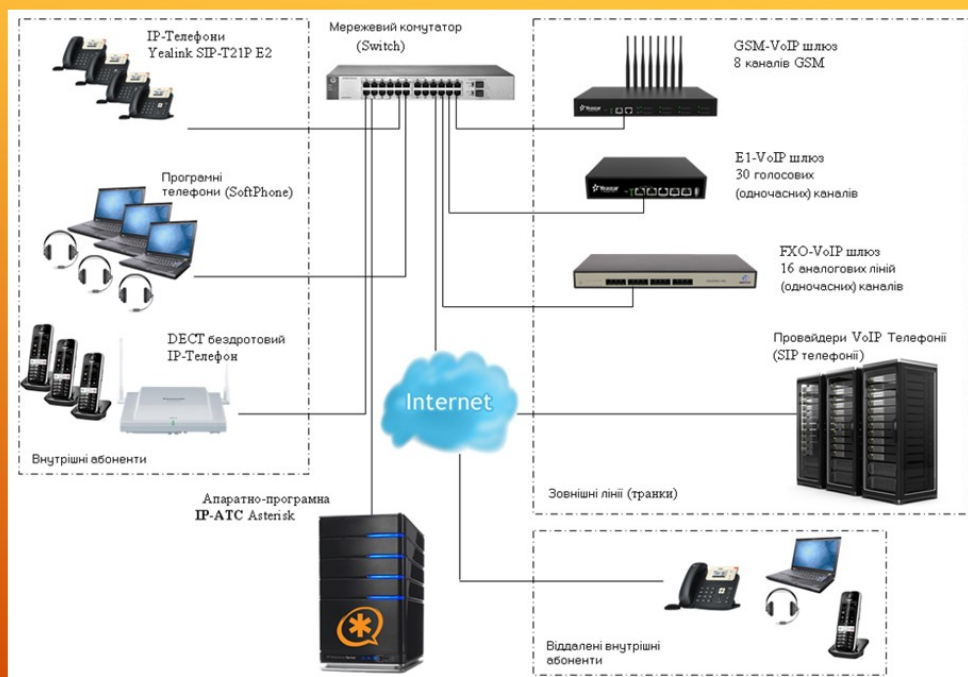 IP-Телефони
Yealink SIP-T21P E2
Мережевий комутатор
(Switch)
GSM-VoIP шлюз
8 каналів GSM
E1-VoIP шлюз
30 голосових
(одночасних) каналів
Програмні
телефони (SoftPhone)
FXO-VoIP шлюз
16 аналогових ліній
(одночасних) каналів
DECT бездротовий
IP-Телефон
Провайдери VoIP Телефонії
(SIP телефонії)
Internet
Внутрішні абоненти
Зовнішні лінії (транки)
Апаратно-програмна
IP-АТС Asterisk
Віддалені внутрішні
абоненти